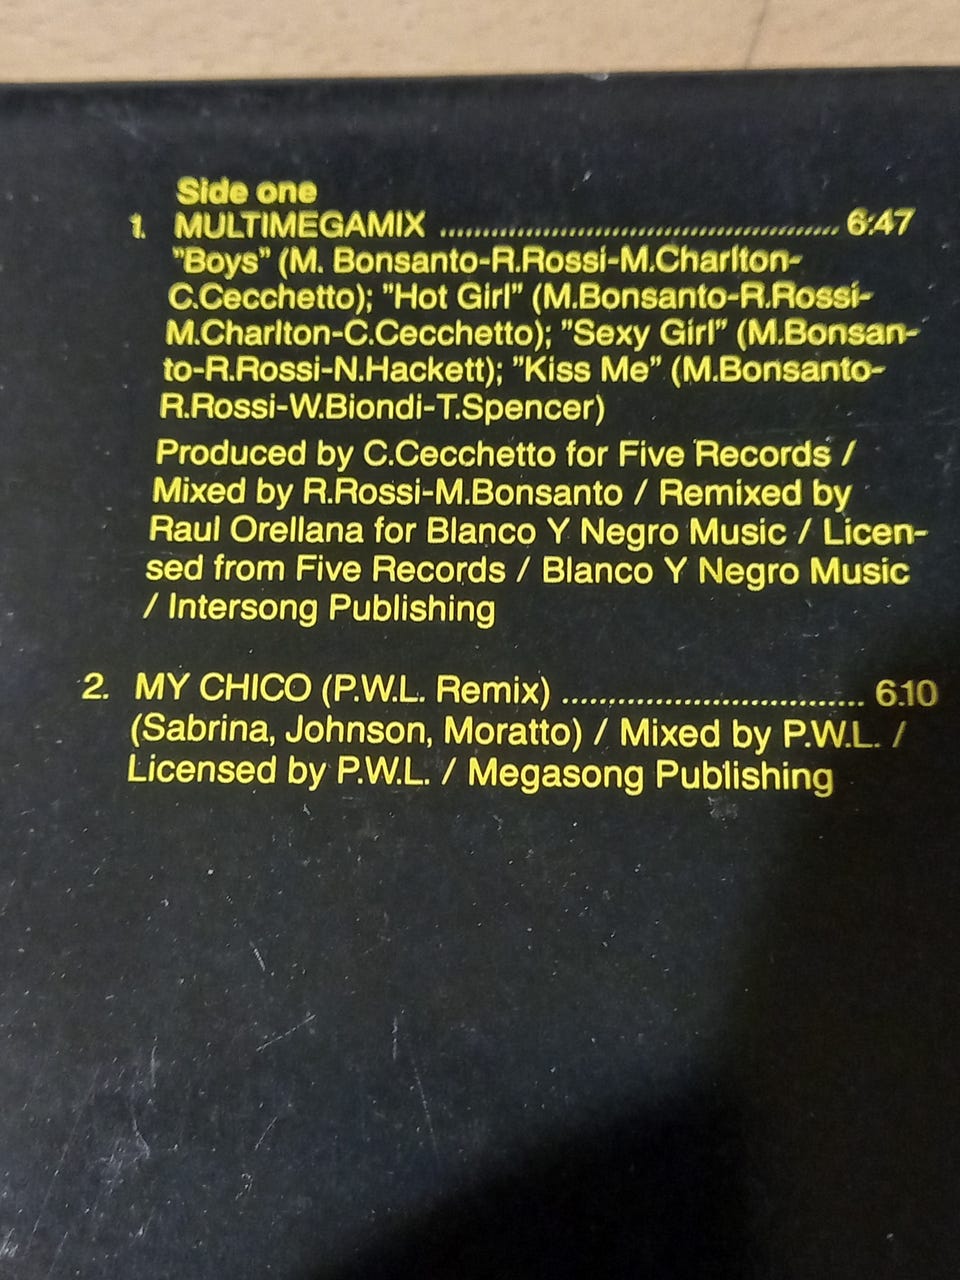 Side one
1. MULTIMEGAMIX ................................................ 6:47
"Boys" (M. Bonsanto-R.Rossi-M.Charlton-
C.Cecchetto); "Hot Girl" (M.Bonsanto-R.Rossi-
M.Charlton-C.Cecchetto); "Sexy Girl" (M.Bonsan-
to-R.Rossi-N.Hackett); "Kiss Me" (M.Bonsanto-
R.Rossi-W.Biondi-T.Spencer)
Produced by C.Cecchetto for Five Records /
Mixed by R.Rossi-M.Bonsanto / Remixed by
Raul Orellana for Blanco Y Negro Music / Licen-
sed from Five Records / Blanco Y Negro Music
/ Intersong Publishing
2. MY CHICO (P.W.L. Remix) .................................... 6:10
(Sabrina, Johnson, Moratto) / Mixed by P.W.L. /
Licensed by P.W.L. / Megasong Publishing